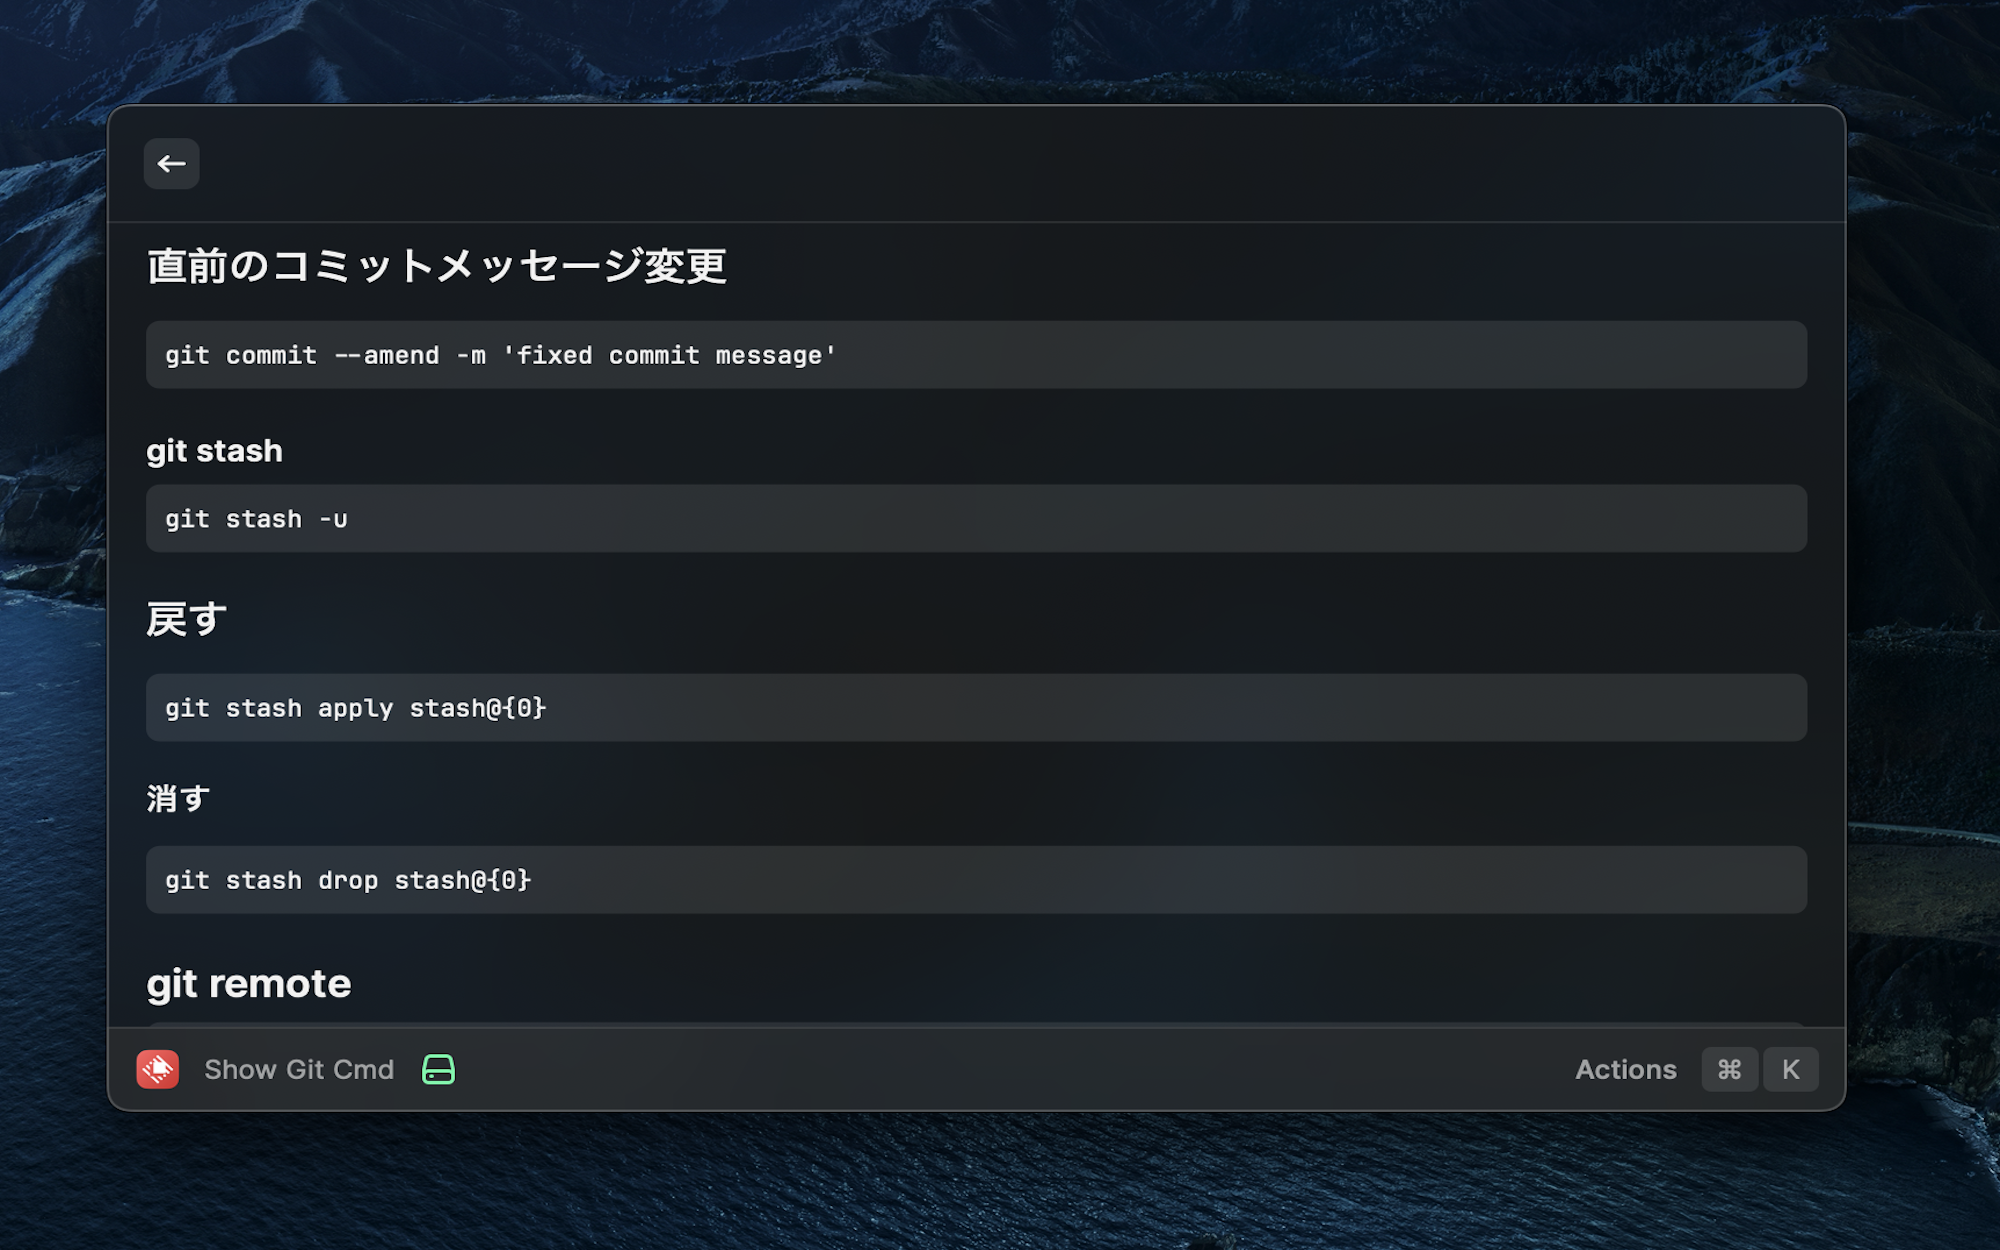 直前のコミットメッセージ変更
git commit --amend -m 'fixed commit message'
git stash
git stash -u
戻す
git stash apply stash@{0}
消す
git stash drop stash@{0}
git remote
Show Git Cmd
Actions ⌘ K